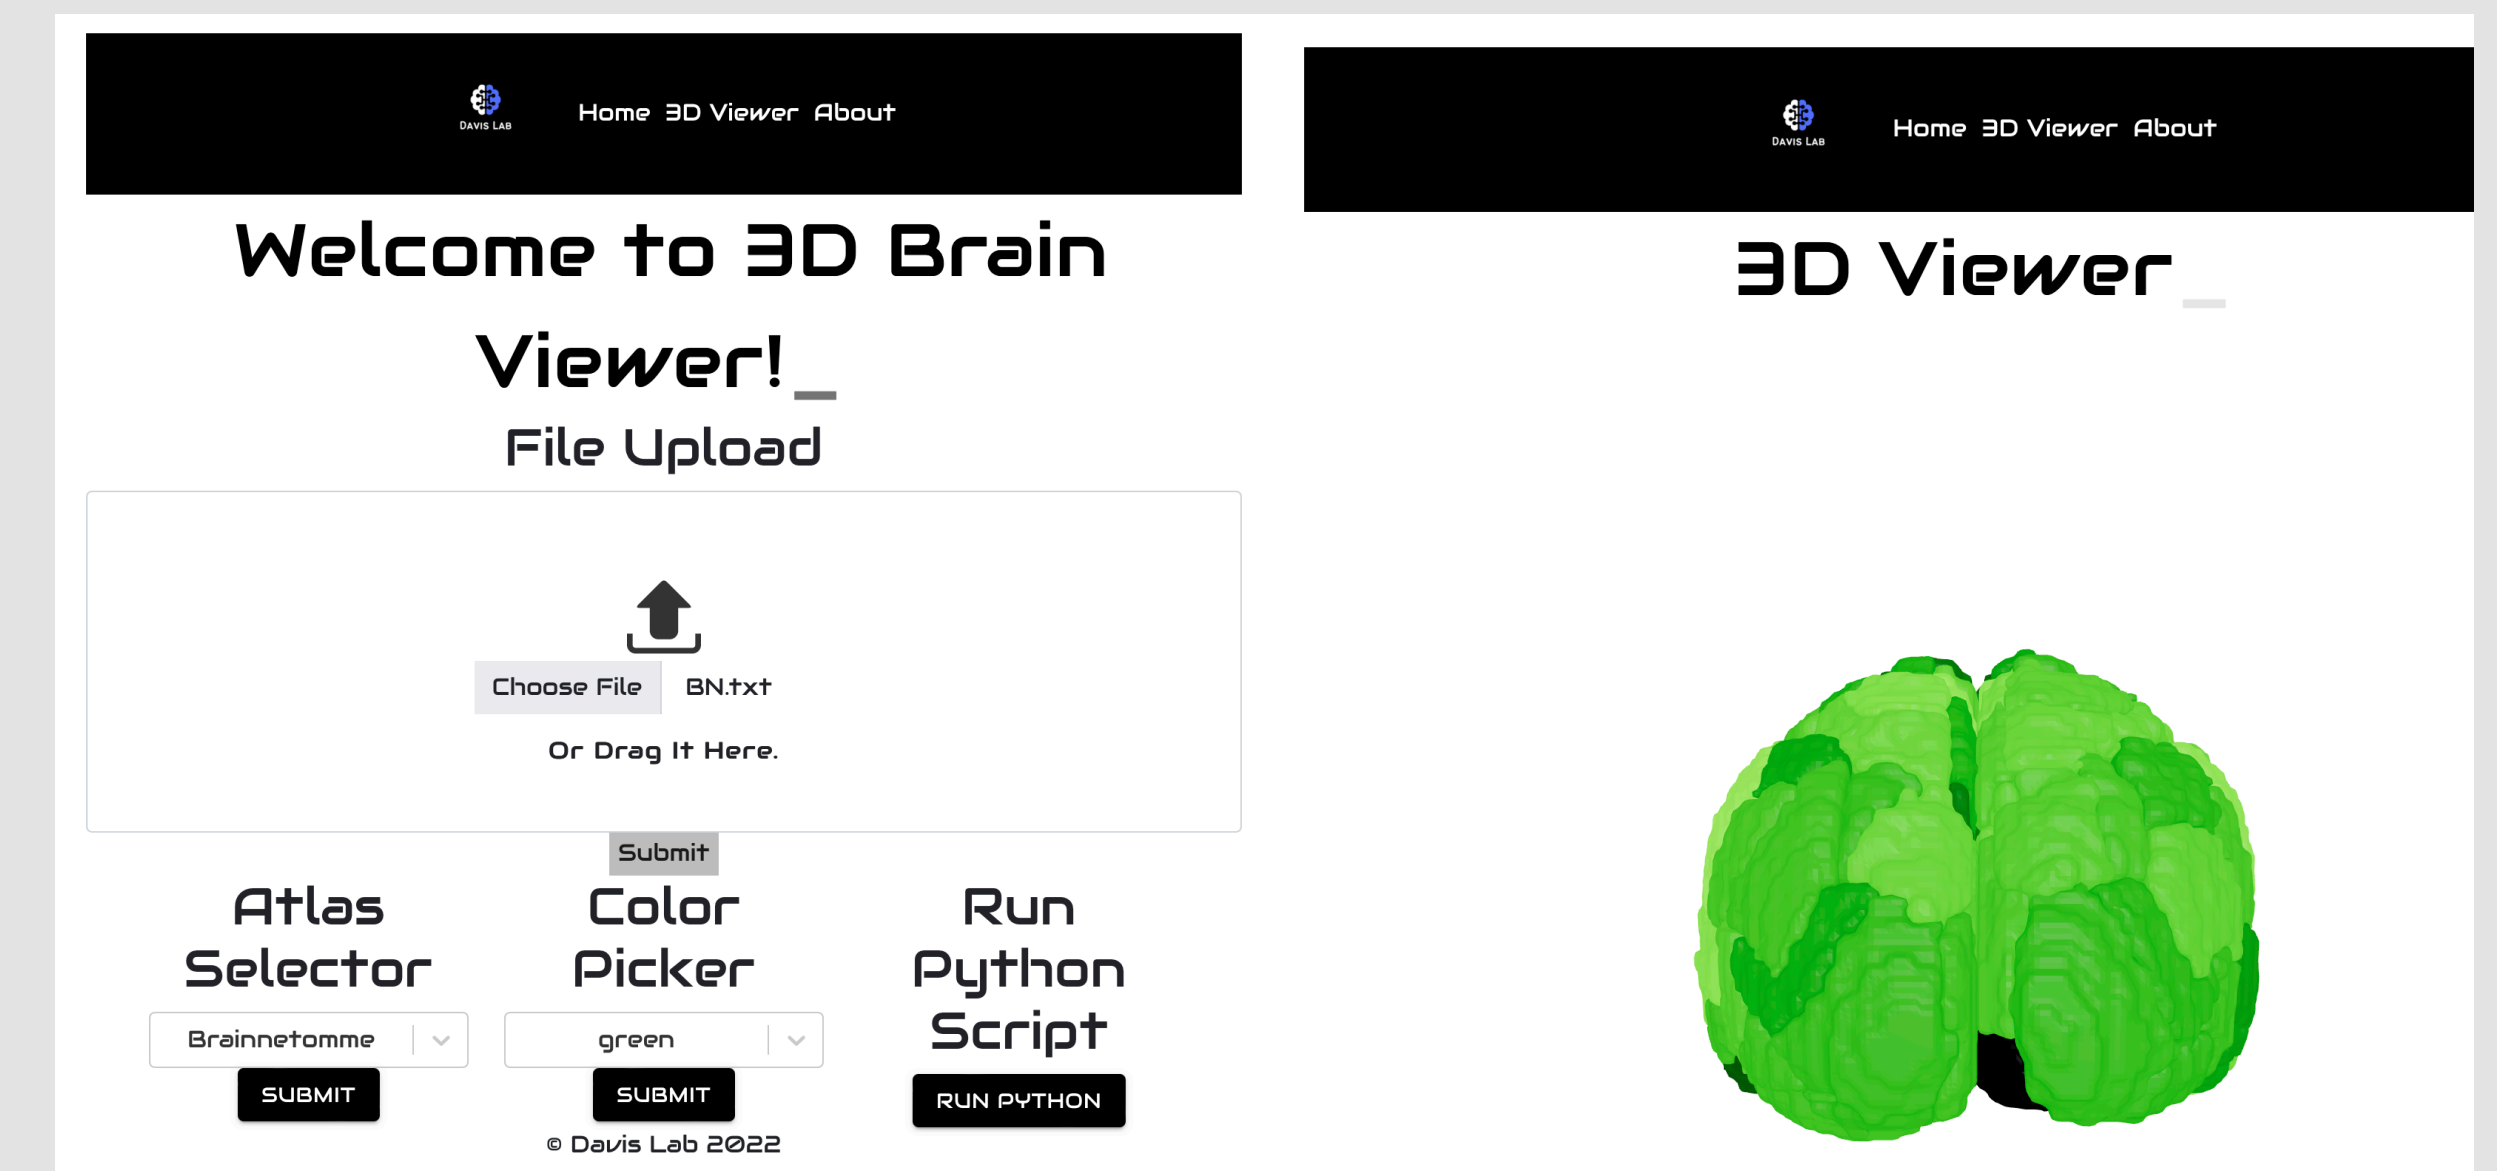 DAVIS LAB
Home 3D Viewer About
Welcome to 3D Brain
Viewer!_
File Upload
Choose File BN.txt
Or Drag It Here.
Submit
Atlas
Selector
Brainnetomme
SUBMIT
Color
Picker
green
SUBMIT
Run
Python
Script
RUN PYTHON
© Davis Lab 2022
DAVIS LAB
Home 3D Viewer About
3D Viewer_